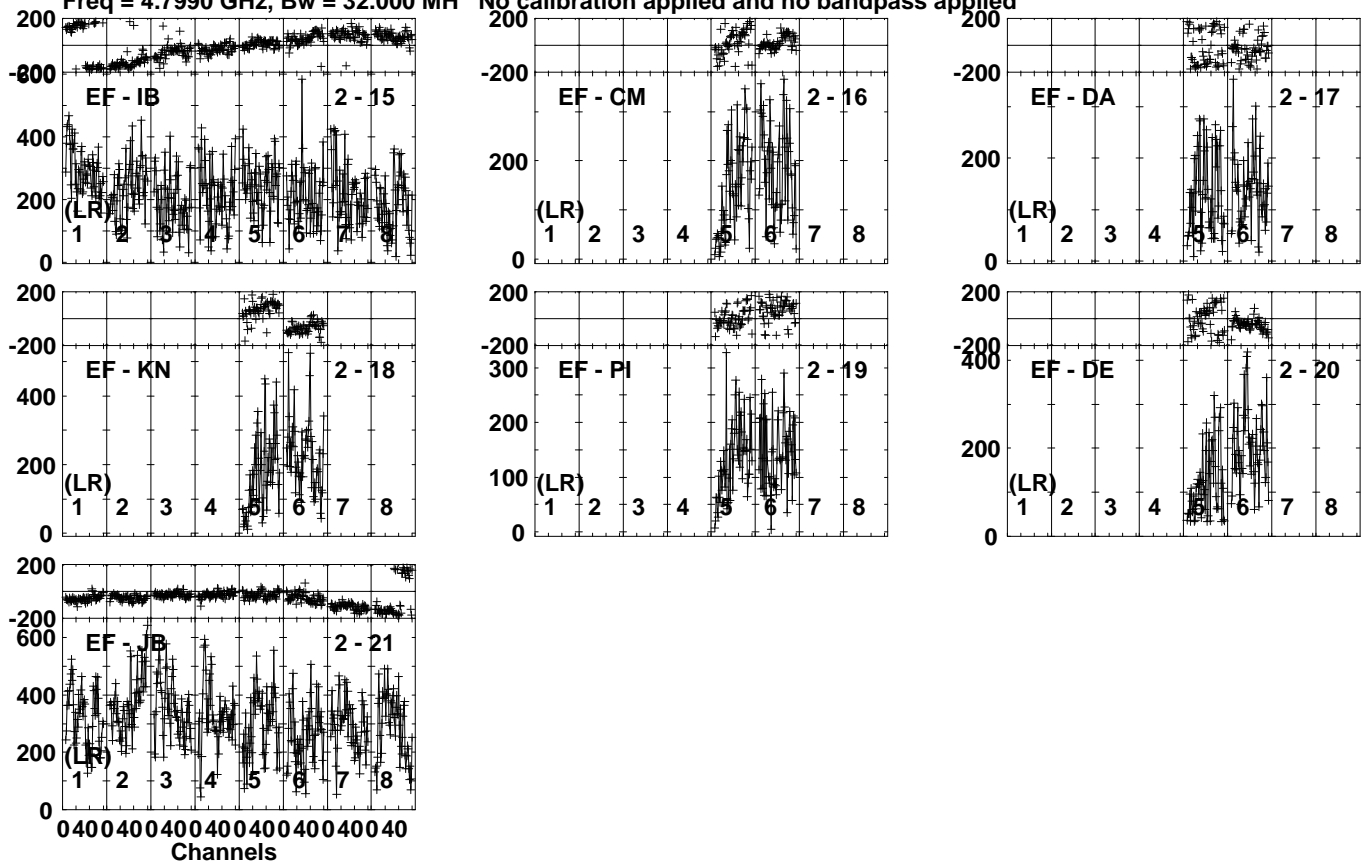 Freq = 4.7990 GHz, Bw = 32.000 MH No calibration applied and no bandpass applied
200
-200
600
EF - IB 2 - 15
400
200
(LR)
1 2 3 4 5 6 7 8
0
200
-200
EF - CM 2 - 16
200
(LR)
1 2 3 4 5 6 7 8
0
200
-200
EF - DA 2 - 17
200
(LR)
1 2 3 4 5 6 7 8
0
200
-200
EF - KN 2 - 18
400
200
(LR)
1 2 3 4 5 6 7 8
0
200
-200
300
EF - PI 2 - 19
200
100
(LR)
1 2 3 4 5 6 7 8
0
200
-200
400
EF - DE 2 - 20
200
(LR)
1 2 3 4 5 6 7 8
0
200
-200
600
EF - JB 2 - 21
400
200
(LR)
1 2 3 4 5 6 7 8
0
0 40 0 40 0 40 0 40 0 40 0 40 0 40 0 40
Channels